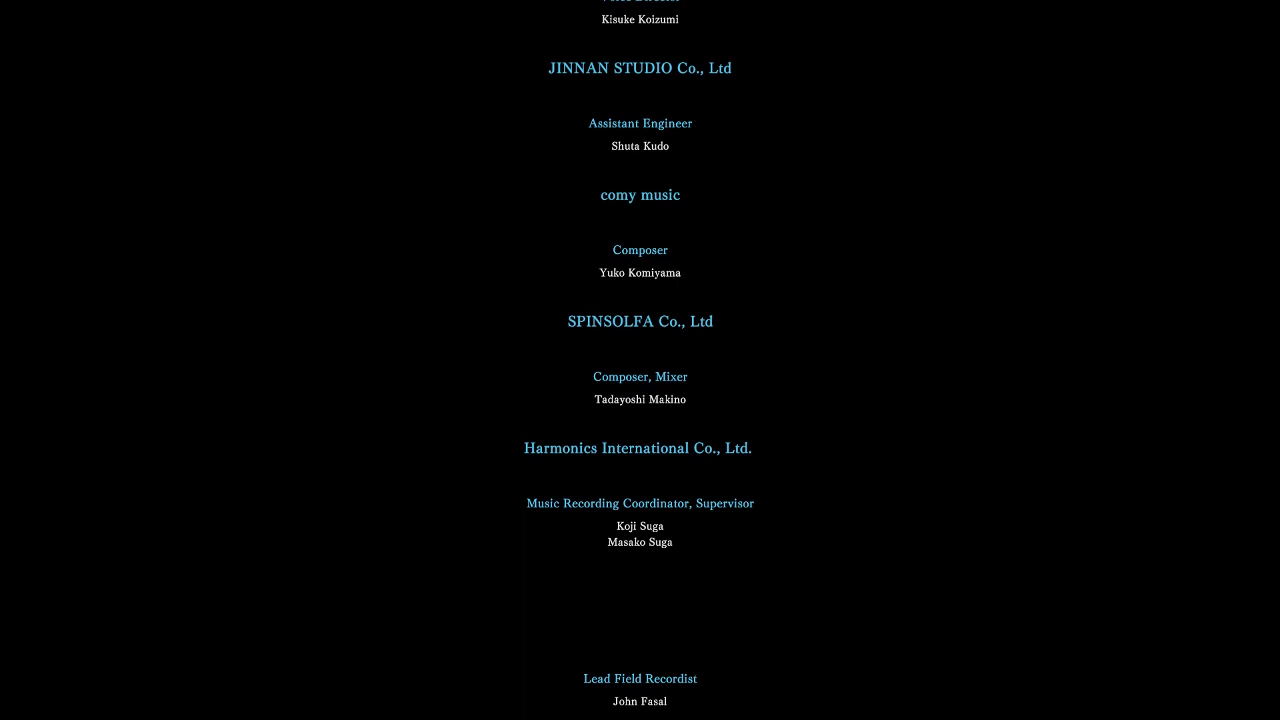 Kisuke Koizumi
JINNAN STUDIO Co., Ltd
Assistant Engineer
Shuta Kudo
comy music
Composer
Yuko Komiyama
SPINSOLFA Co., Ltd
Composer, Mixer
Tadayoshi Makino
Harmonics International Co., Ltd.
Music Recording Coordinator, Supervisor
Koji Suga
Masako Suga
Lead Field Recordist
John Fasal